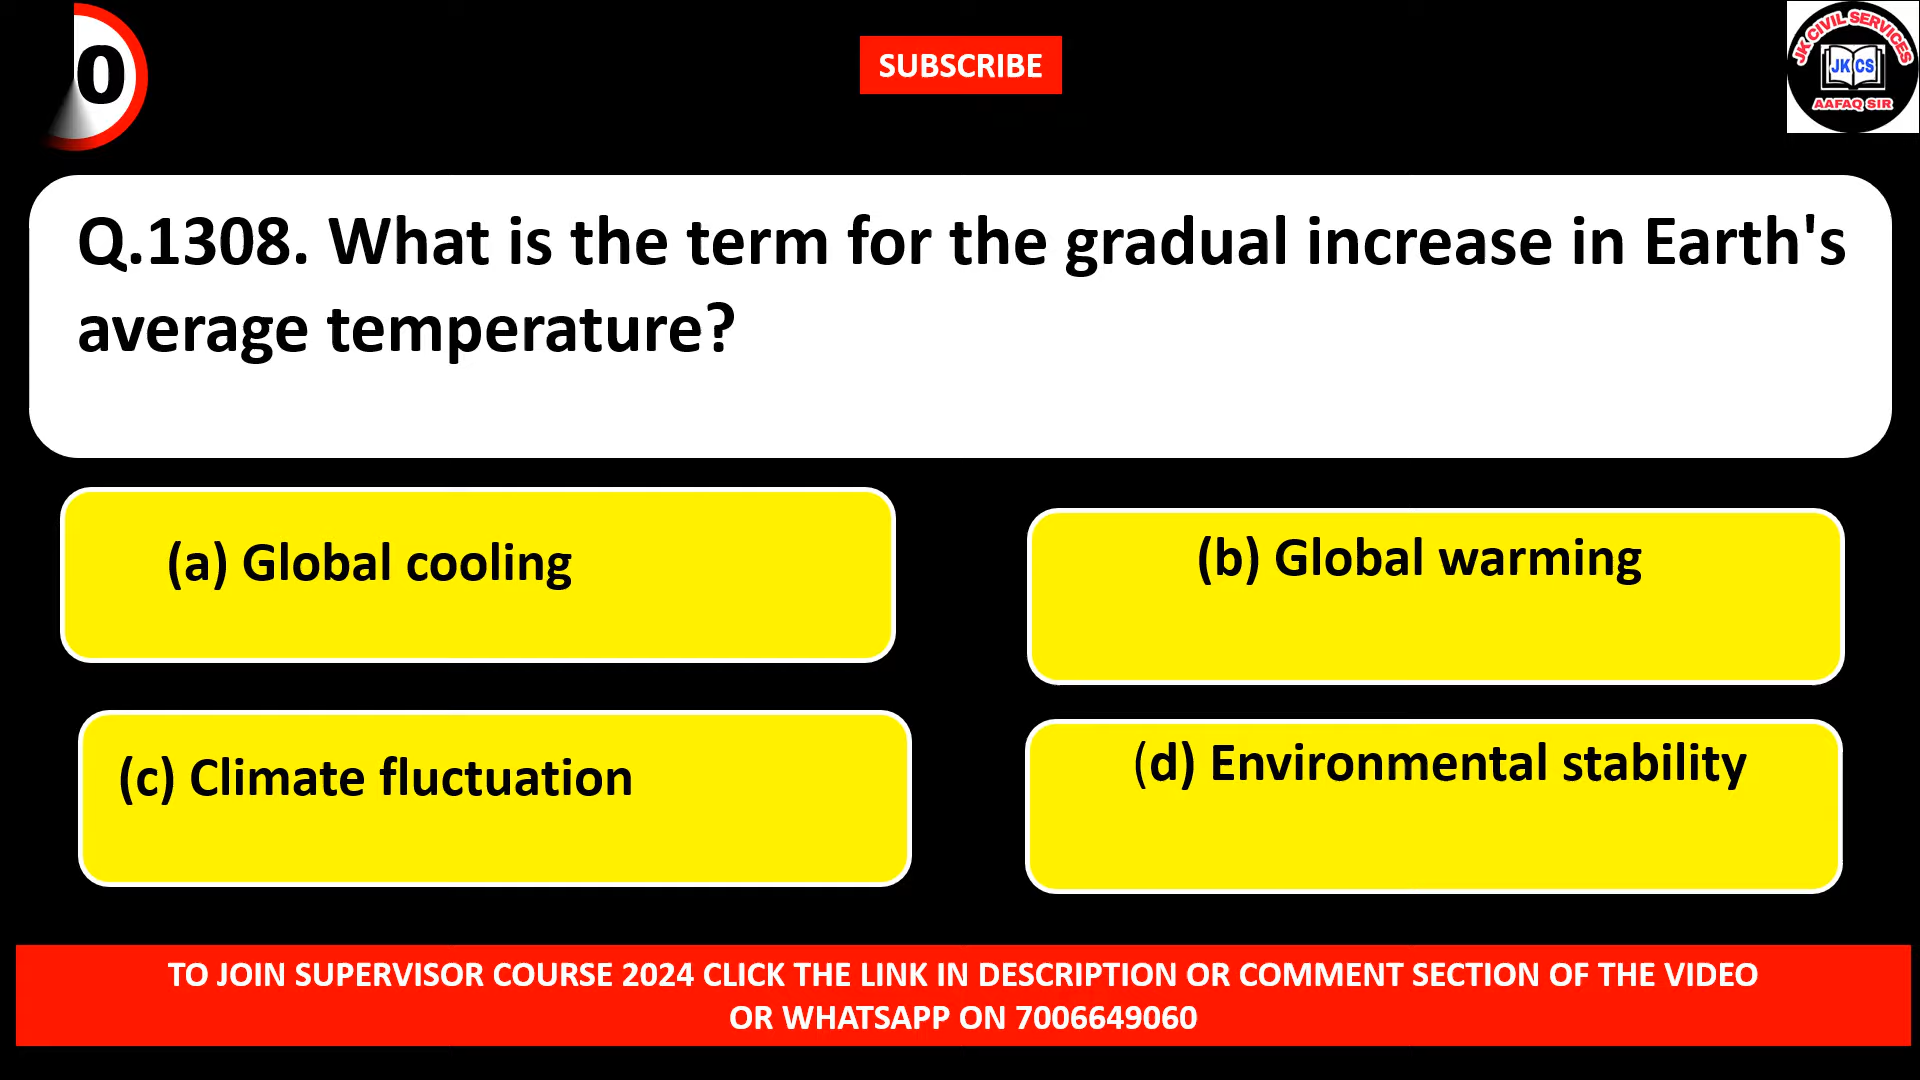 0
SUBSCRIBE
JK CIVIL SERVICES
JK CS
AAFAQ SIR
Q.1308. What is the term for the gradual increase in Earth's
average temperature?
(a) Global cooling
(b) Global warming
(c) Climate fluctuation
(d) Environmental stability
TO JOIN SUPERVISOR COURSE 2024 CLICK THE LINK IN DESCRIPTION OR COMMENT SECTION OF THE VIDEO
OR WHATSAPP ON 7006649060